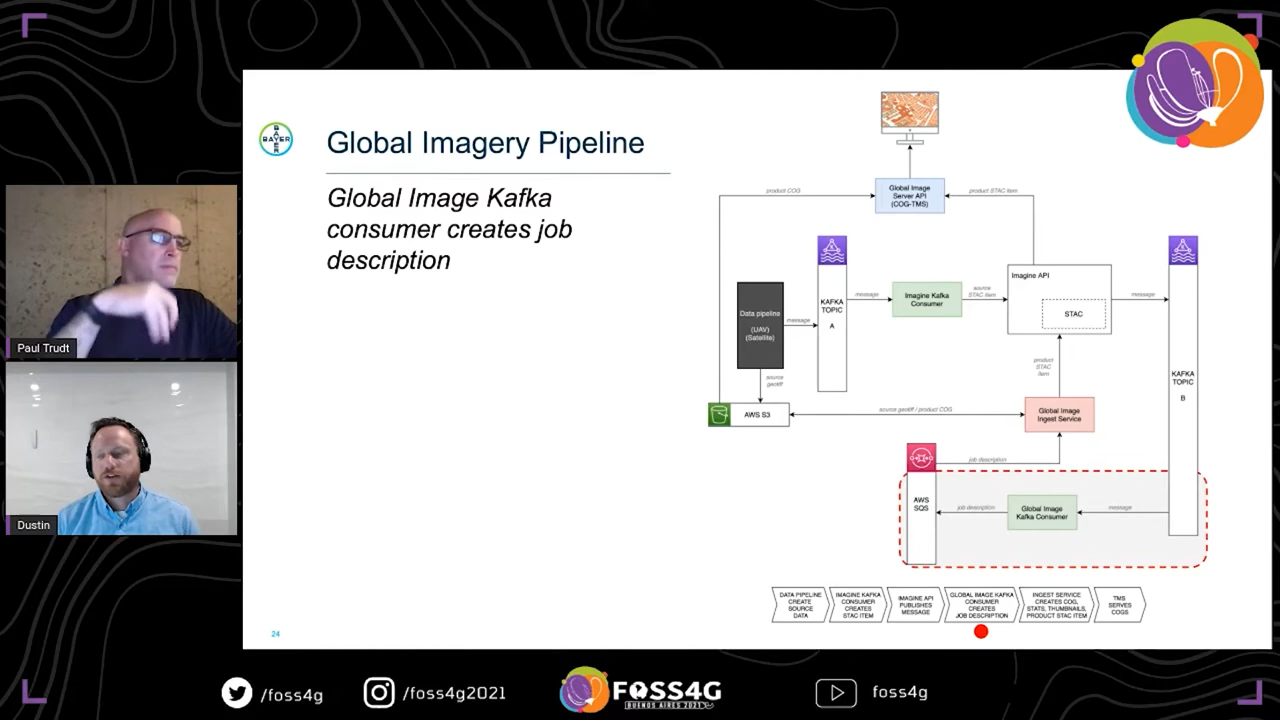 BAYER
Global Imagery Pipeline
Global Image Kafka
consumer creates job
description
product COG
Global Image
Server API
(COG-TMS)
product STAC item
Imagine API
STAC
Data pipeline
(UAV)
(Satellite)
message
KAFKA
TOPIC
A
message
Imagine Kafka
Consumer
source
STAC item
message
KAFKA
TOPIC
B
source
geotiff
product
STAC
item
AWS S3
source geotiff / product COG
Global Image
Ingest Service
job description
AWS
SQS
job description
Global Image
Kafka Consumer
message
DATA PIPELINE
CREATE
SOURCE
DATA
IMAGINE KAFKA
CONSUMER
CREATES
STAC ITEM
IMAGINE API
PUBLISHES
MESSAGE
GLOBAL IMAGE KAFKA
CONSUMER
CREATES
JOB DESCRIPTION
INGEST SERVICE
CREATES COG,
STATS, THUMBNAILS,
PRODUCT STAC ITEM
TMS
SERVES
COGS
24
Paul Trudt
Dustin
/foss4g
/foss4g2021
FOSS4G
BUENOS AIRES 2021
foss4g